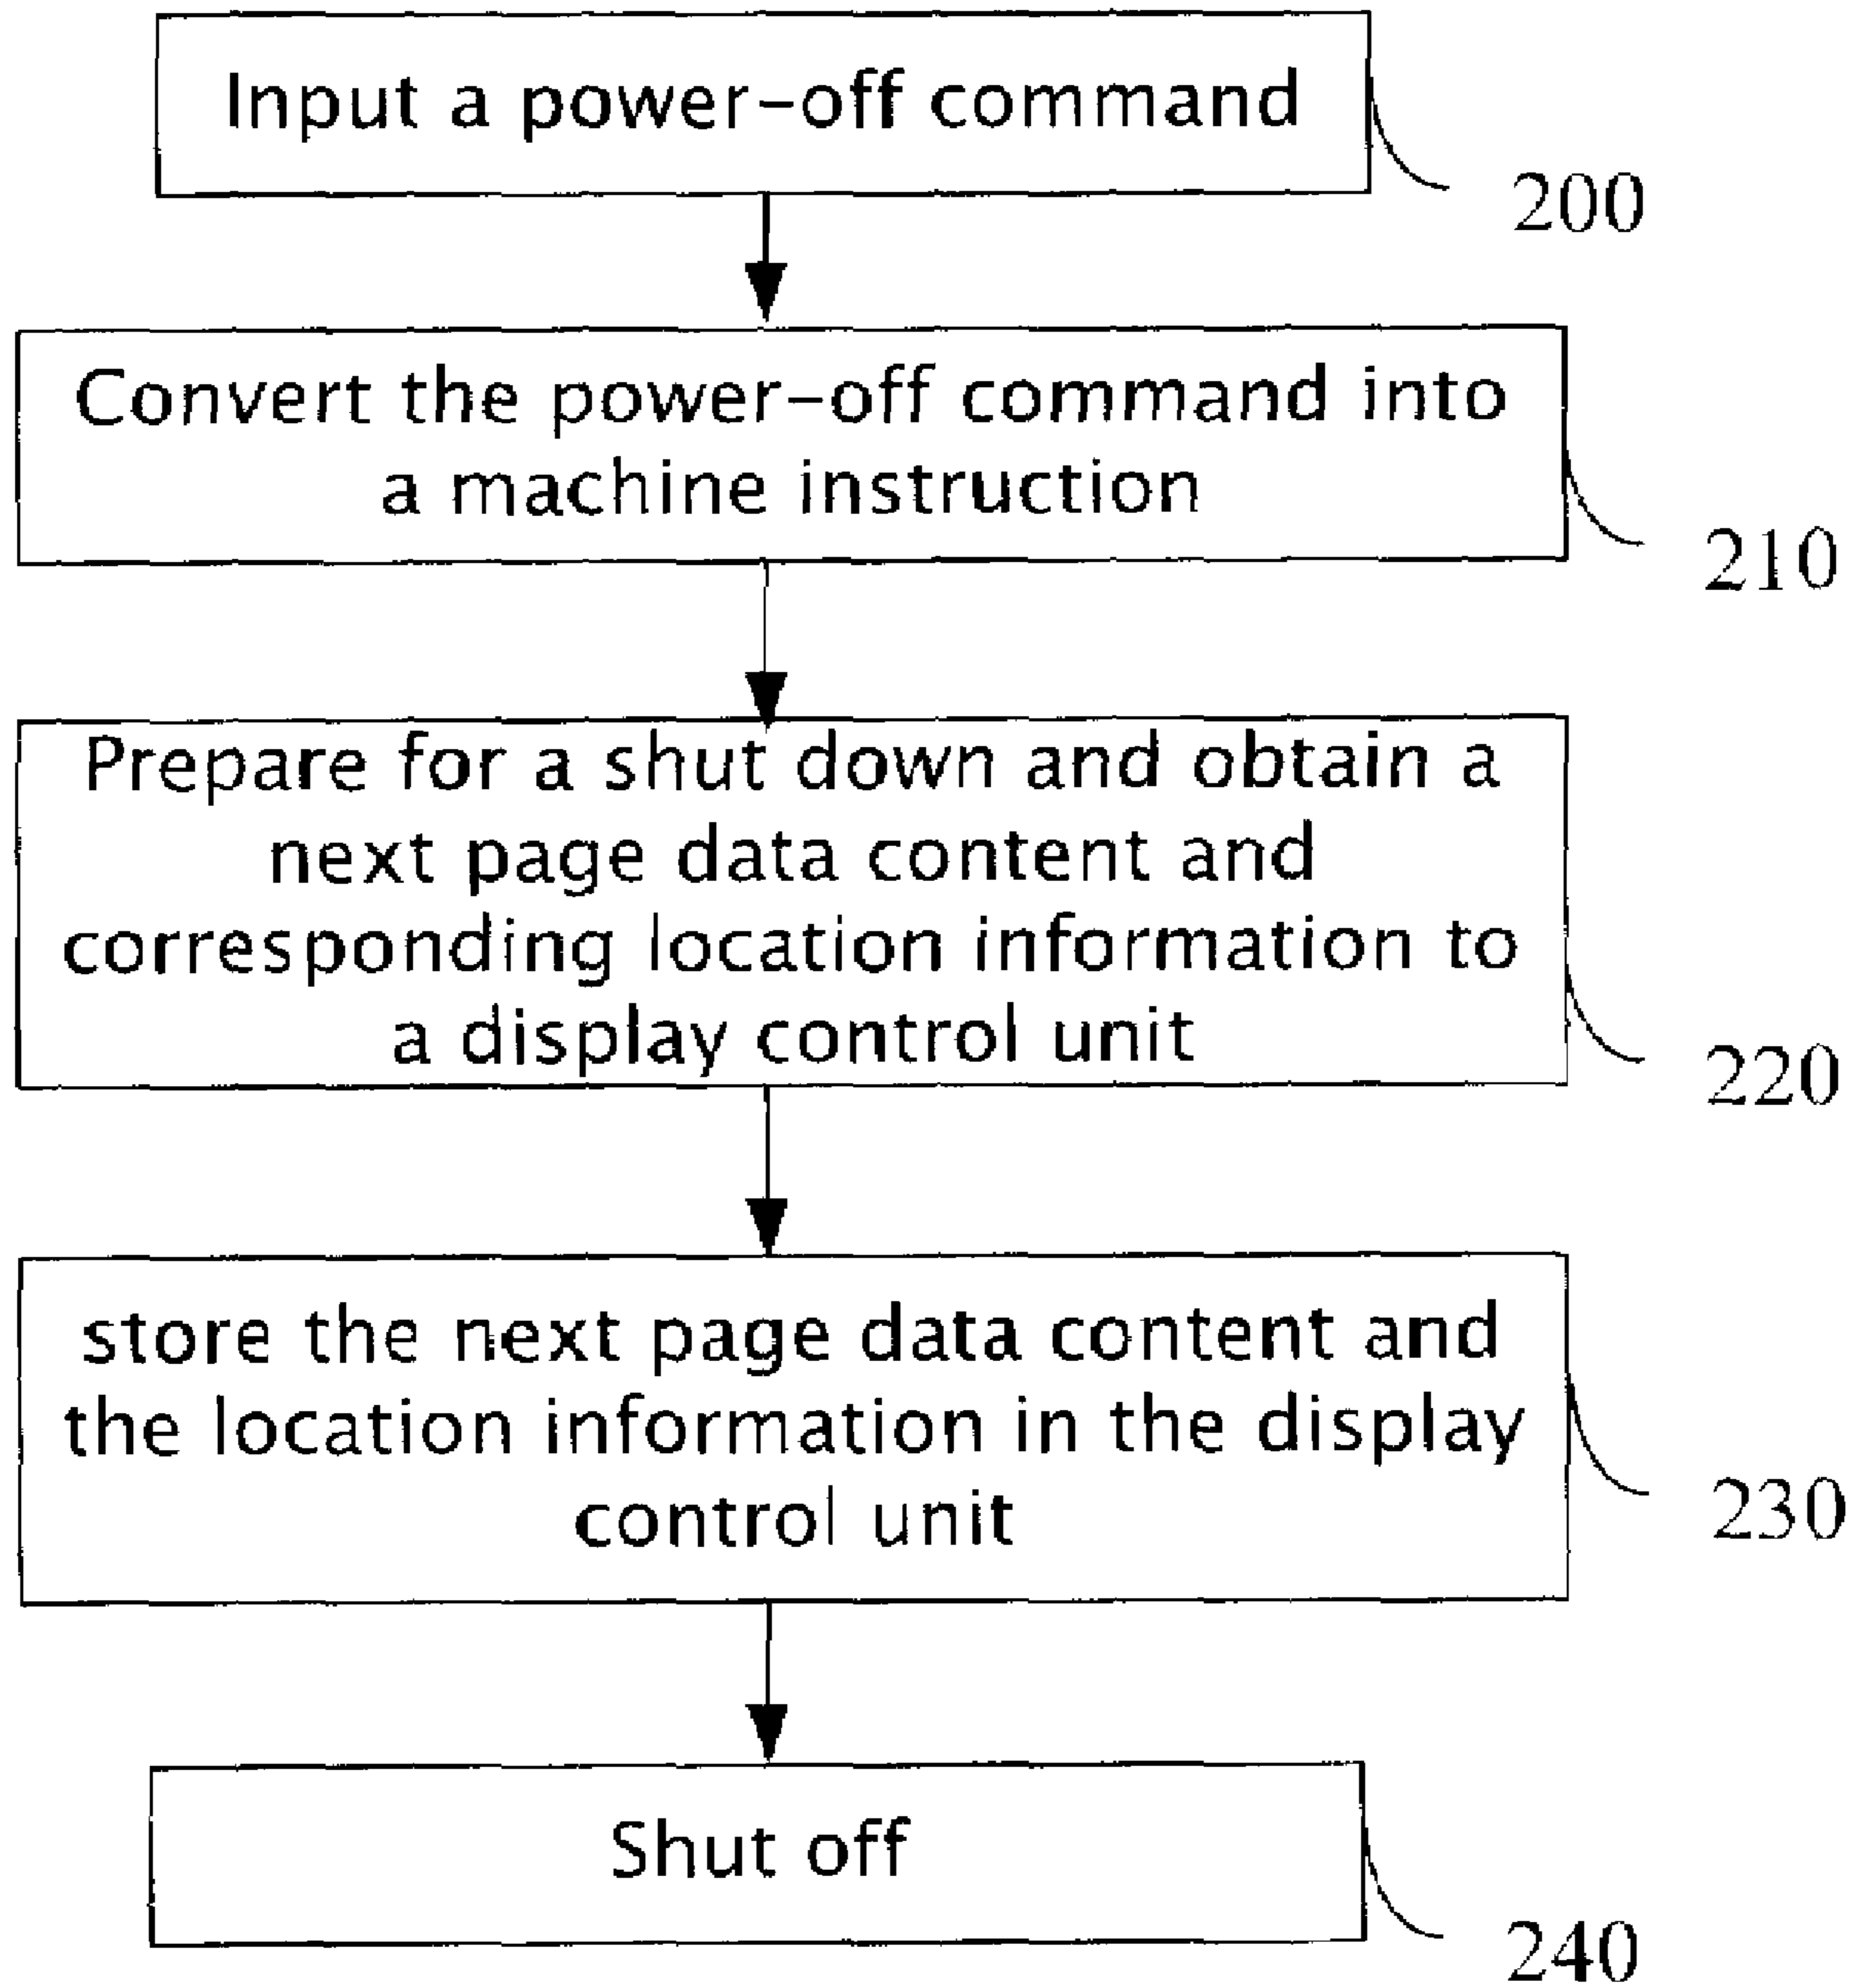 Input a power-off command
200
Convert the power-off command into
a machine instruction
210
Prepare for a shut down and obtain a
next page data content and
corresponding location information to
a display control unit
220
store the next page data content and
the location information in the display
control unit
230
Shut off
240